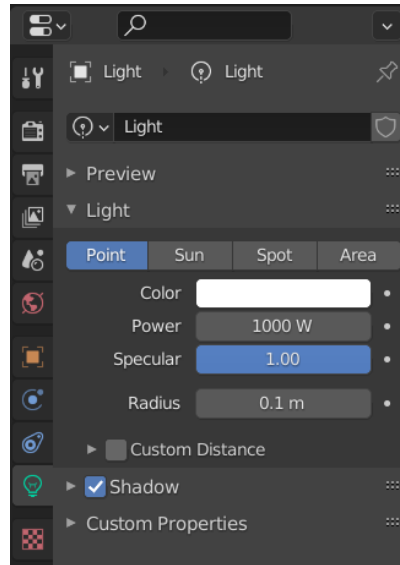 Light Light
Light
Preview
Light
Point Sun Spot Area
Color
Power 1000 W
Specular 1.00
Radius 0.1 m
Custom Distance
Shadow
Custom Properties